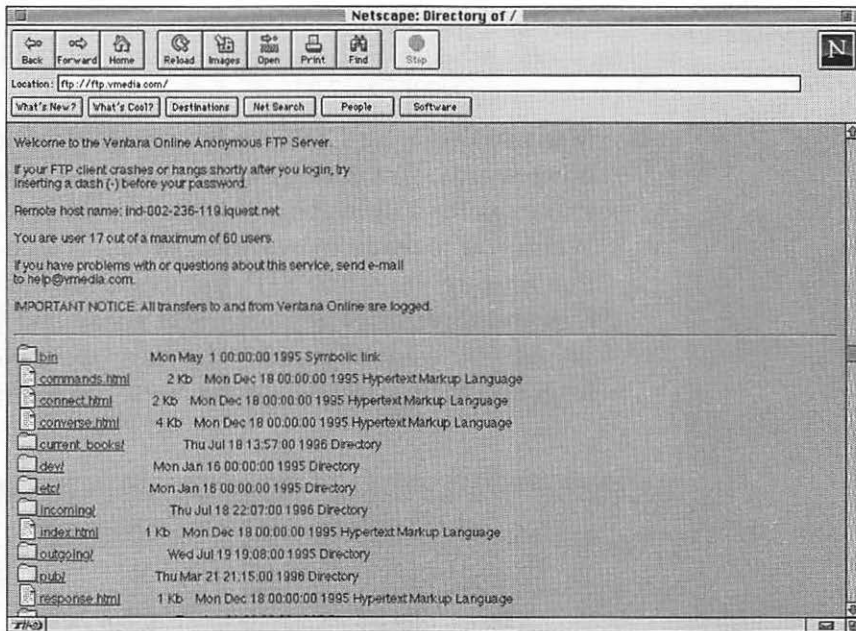 Netscape: Directory of /
Back Forward Home Reload Images Open Print Find Stop
N
Location: ftp://ftp.vmedia.com/
What's New? What's Cool? Destinations Net Search People Software
Welcome to the Ventana Online Anonymous FTP Server.
If your FTP client crashes or hangs shortly after you login, try
inserting a dash (-) before your password.
Remote host name: ind-002-236-119.iquest.net
You are user 17 out of a maximum of 60 users.
If you have problems with or questions about this service, send e-mail
to help@vmedia.com.
IMPORTANT NOTICE: All transfers to and from Ventana Online are logged.
bin Mon May 1 00:00:00 1995 Symbolic link
commands.html 2 Kb Mon Dec 18 00:00:00 1995 Hypertext Markup Language
connect.html 2 Kb Mon Dec 18 00:00:00 1995 Hypertext Markup Language
converse.html 4 Kb Mon Dec 18 00:00:00 1995 Hypertext Markup Language
current_books/ Thu Jul 18 13:57:00 1996 Directory
dev/ Mon Jan 16 00:00:00 1995 Directory
etc/ Mon Jan 16 00:00:00 1995 Directory
incoming/ Thu Jul 18 22:07:00 1996 Directory
index.html 1 Kb Mon Dec 18 00:00:00 1995 Hypertext Markup Language
outgoing/ Wed Jul 19 19:08:00 1995 Directory
pub/ Thu Mar 21 21:15:00 1996 Directory
response.html 1 Kb Mon Dec 18 00:00:00 1995 Hypertext Markup Language